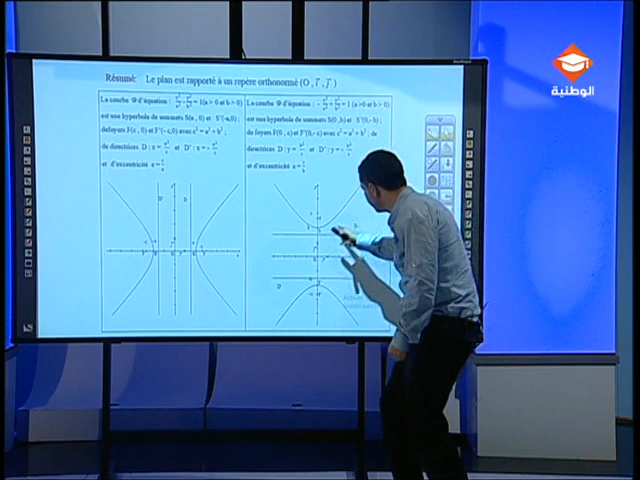 الوطنية
Résumé: Le plan est rapporté à un repère orthonormé (O, i, j)
La courbe d'équation : x²/a² - y²/b² = 1(a > 0 et b > 0)
est une hyperbole de sommets S(a , 0) et S'(-a,0) ;
de foyers F(c , 0) et F'(-c,0) avec c² = a² + b² ;
de directrices D : x = a²/c et D' : x = - a²/c
et d'excentricité e = c/a
La courbe d'équation : - x²/a² + y²/b² = 1 (a > 0 et b > 0)
est une hyperbole de sommets S(0 , b) et S'(0,- b) ;
de foyers F(0 , c) et F'(0,- c) avec c² = a² + b² ; de
directrices D : y = b²/c et D' : y = - b²/c
et d'excentricité e = c/b
D' D
D'